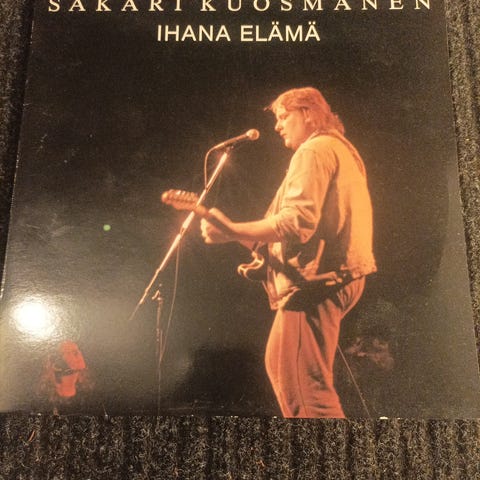 SAKARI KUOSMANEN
IHANA ELÄMÄ